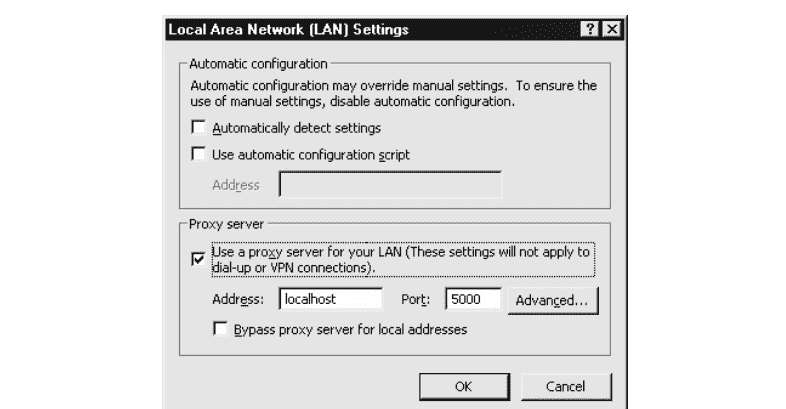 Local Area Network (LAN) Settings
Automatic configuration
Automatic configuration may override manual settings. To ensure the
use of manual settings, disable automatic configuration.
Automatically detect settings
Use automatic configuration script
Address
Proxy server
Use a proxy server for your LAN (These settings will not apply to
dial-up or VPN connections).
Address: localhost Port: 5000 Advanced...
Bypass proxy server for local addresses
OK Cancel